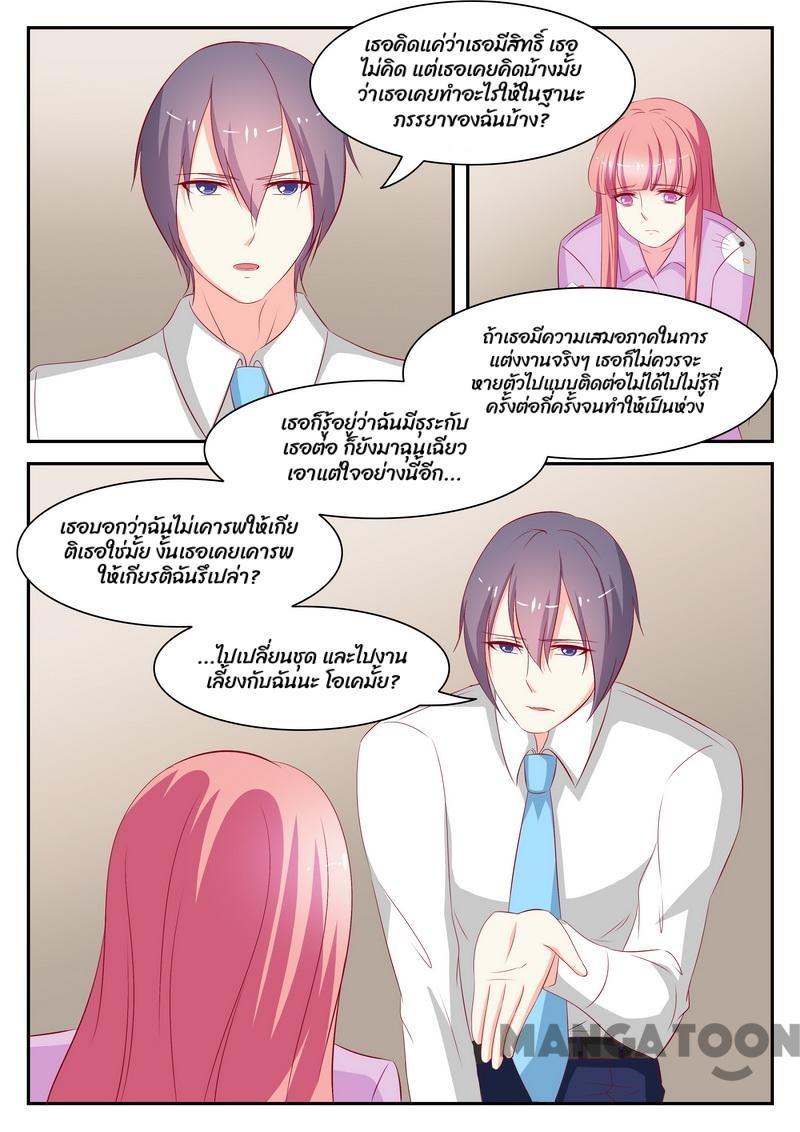 เธอคิดแค่ว่าเธอมีสิทธิ์ เธอ
ไม่คิด แต่เธอเคยคิดบ้างมั้ย
ว่าเธอเคยทำอะไรให้ในฐานะ
ภรรยาของฉันบ้าง?
ถ้าเธอมีความเสมอภาคในการ
แต่งงานจริงๆ เธอก็ไม่ควรจะ
หายตัวไปแบบติดต่อไม่ได้ไปไม่รู้กี่
ครั้งต่อกี่ครั้งจนทำให้เป็นห่วง
เธอก็รู้อยู่ว่าฉันมีธุระกับ
เธอต่อ ก็ยังมาฉุนเฉียว
เอาแต่ใจอย่างนี้อีก...
เธอบอกว่าฉันไม่เคารพให้เกีย
ติเธอใช่มั้ย งั้นเธอเคยเคารพ
ให้เกียรติฉันรึเปล่า?
...ไปเปลี่ยนชุด และไปงาน
เลี้ยงกับฉันนะ โอเคมั้ย?
MANGATOON